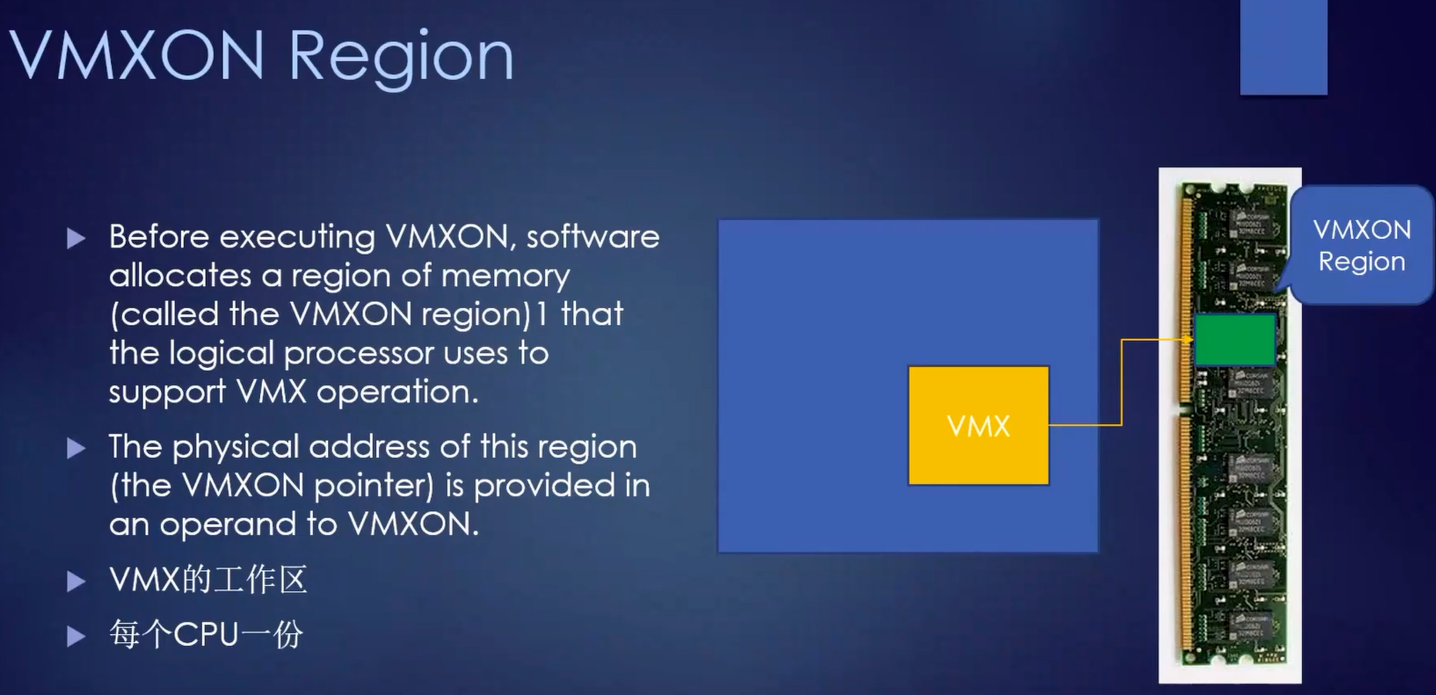 VMXON Region
Before executing VMXON, software
allocates a region of memory
(called the VMXON region)1 that
the logical processor uses to
support VMX operation.
The physical address of this region
(the VMXON pointer) is provided in
an operand to VMXON.
VMX的工作区
每个CPU一份
VMX
VMXON
Region